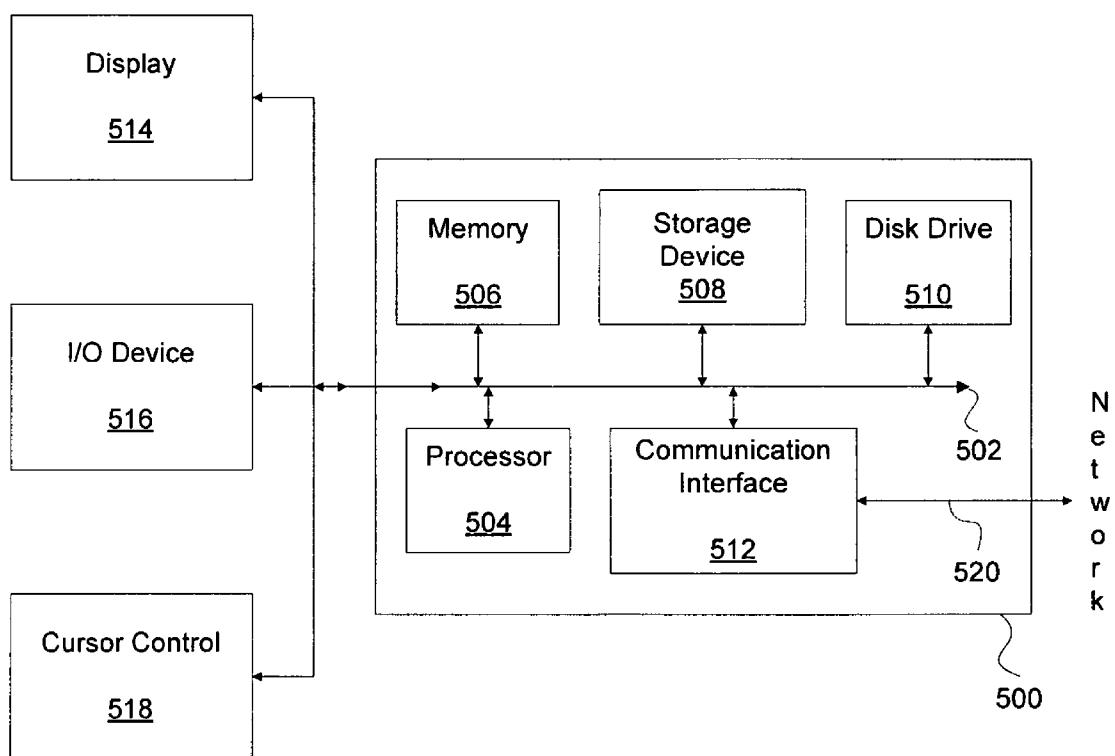 Display
514
I/O Device
516
Cursor Control
518
Memory
506
Storage
Device
508
Disk Drive
510
Processor
504
Communication
Interface
512
502
520
500
Network